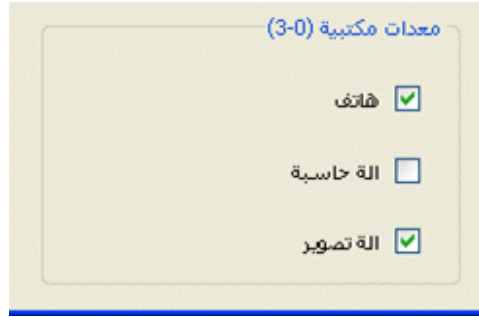 معدات مكتبية (0-3)
هاتف
الة حاسبة
الة تصوير